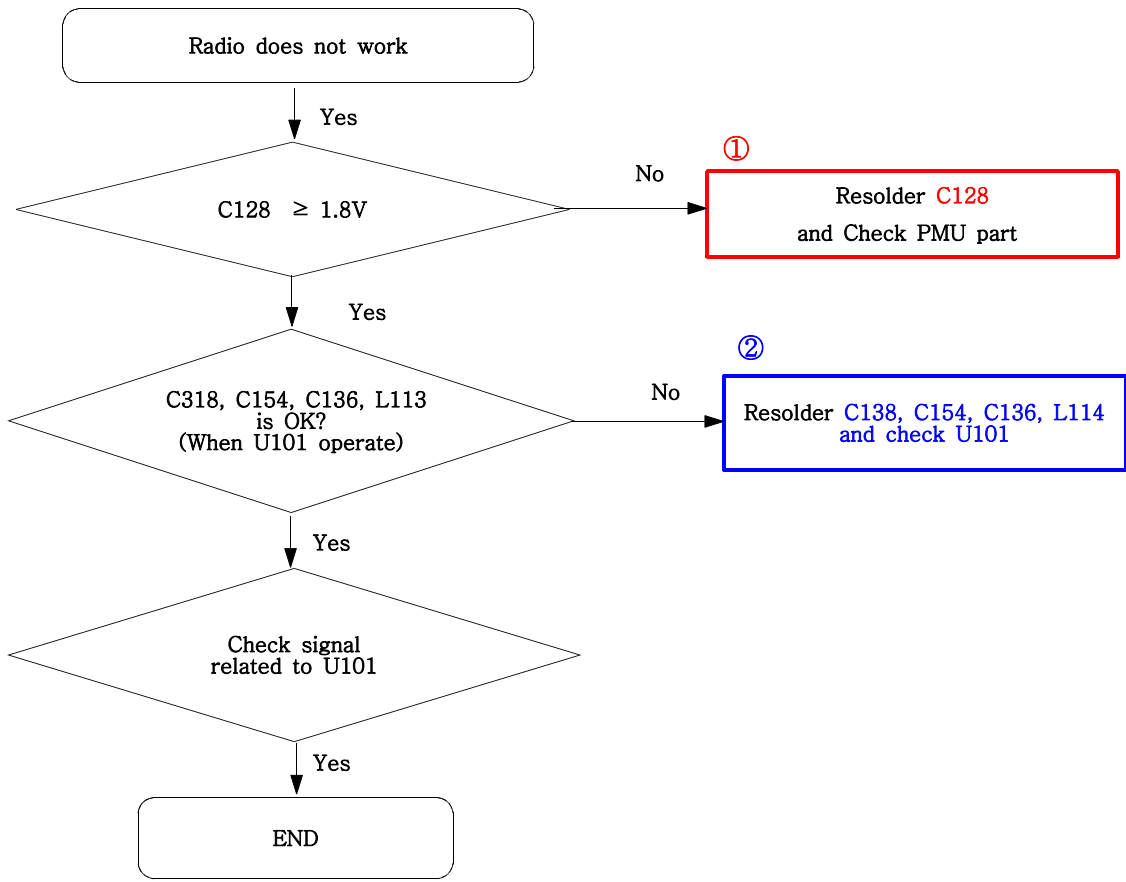 Radio does not work
Yes
C128 ≥ 1.8V
No
①
Resolder C128
and Check PMU part
Yes
C318, C154, C136, L113
is OK?
(When U101 operate)
No
②
Resolder C138, C154, C136, L114
and check U101
Yes
Check signal
related to U101
Yes
END